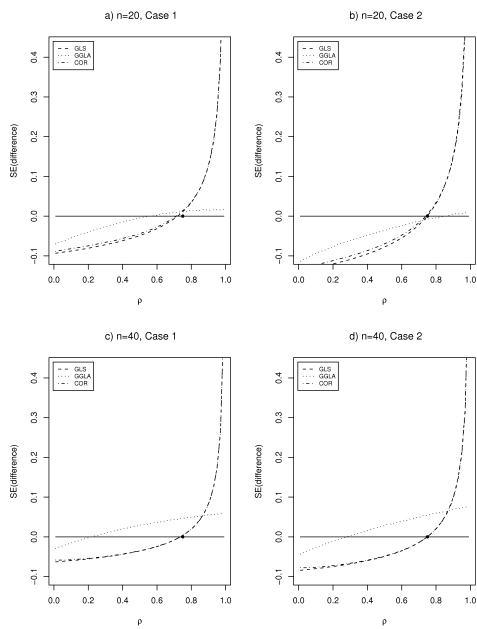 a) n=20, Case 1
GLS
GGLA
COR
SE(difference)
−0.1 0.0 0.1 0.2 0.3 0.4
0.0 0.2 0.4 0.6 0.8 1.0
ρ
b) n=20, Case 2
GLS
GGLA
COR
SE(difference)
−0.1 0.0 0.1 0.2 0.3 0.4
0.0 0.2 0.4 0.6 0.8 1.0
ρ
c) n=40, Case 1
GLS
GGLA
COR
SE(difference)
−0.1 0.0 0.1 0.2 0.3 0.4
0.0 0.2 0.4 0.6 0.8 1.0
ρ
d) n=40, Case 2
GLS
GGLA
COR
SE(difference)
−0.1 0.0 0.1 0.2 0.3 0.4
0.0 0.2 0.4 0.6 0.8 1.0
ρ